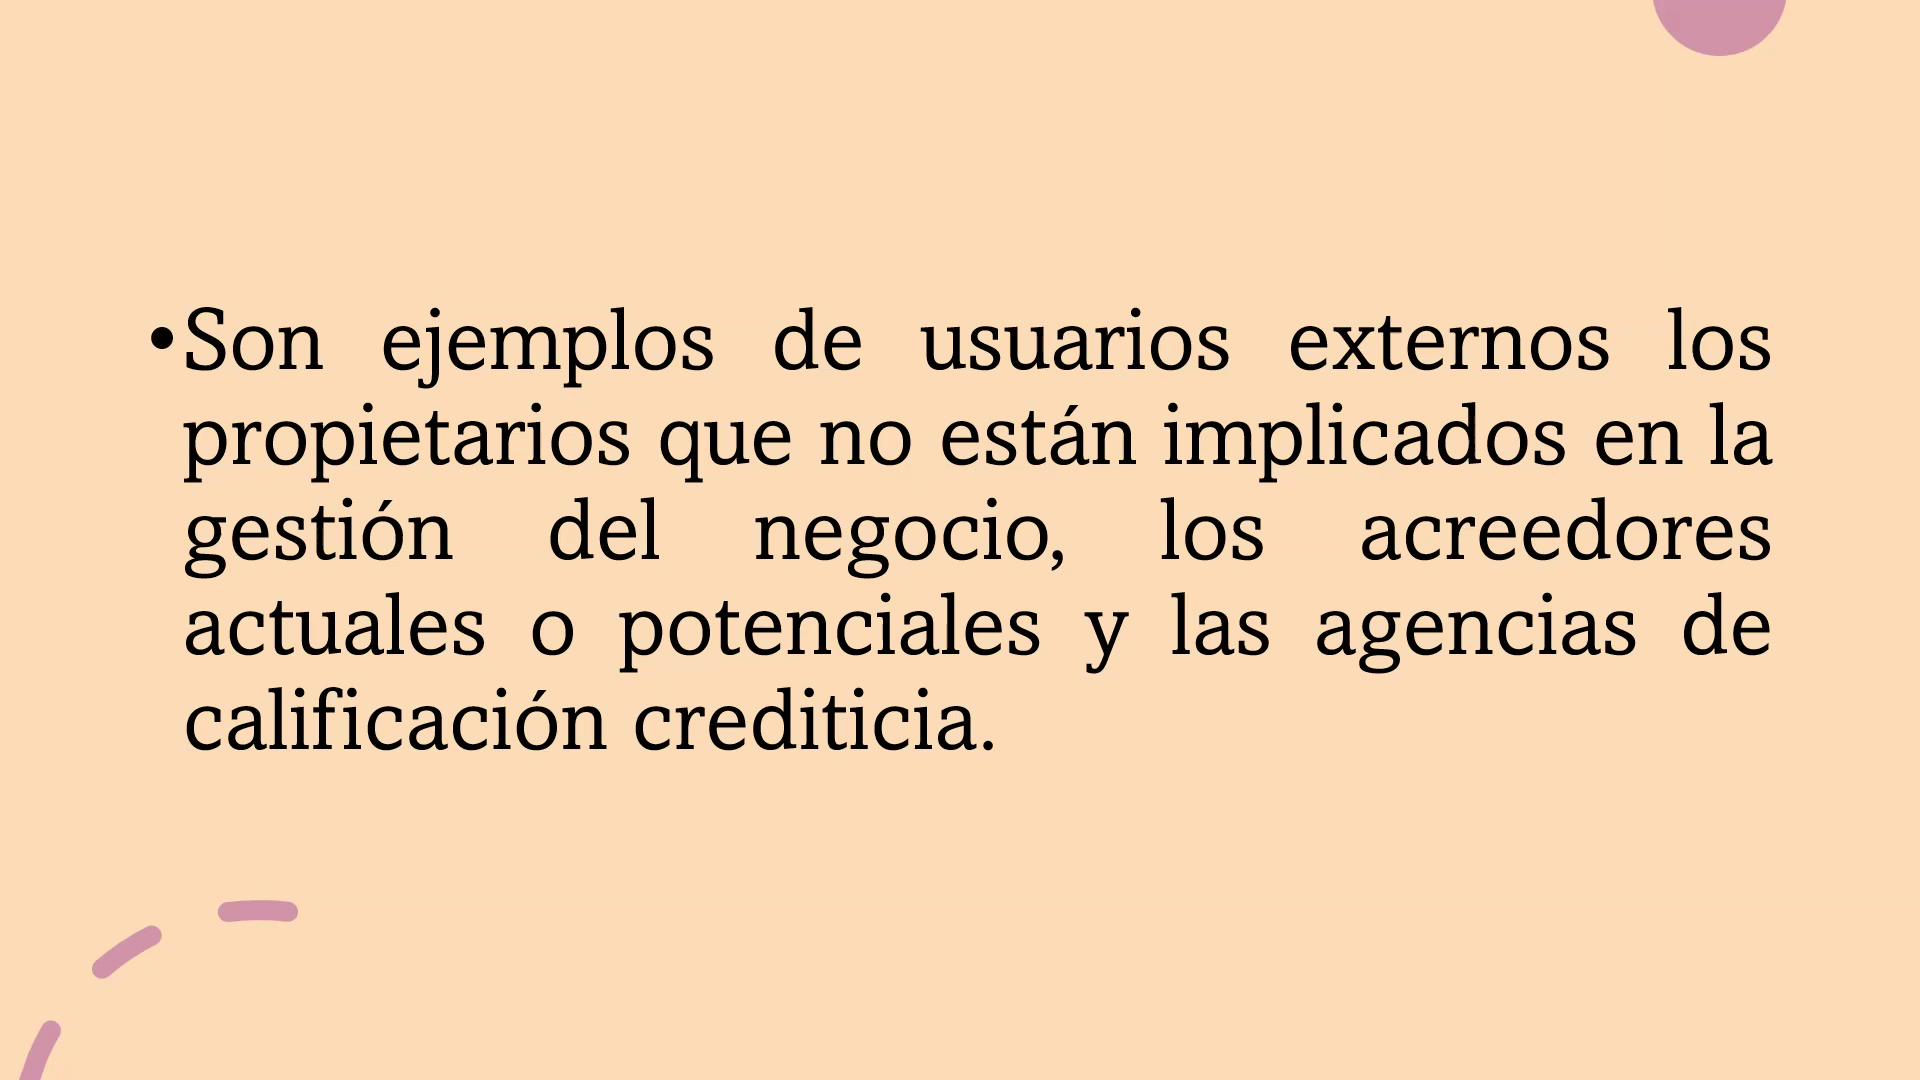 •Son ejemplos de usuarios externos los
propietarios que no están implicados en la
gestión del negocio, los acreedores
actuales o potenciales y las agencias de
calificación crediticia.